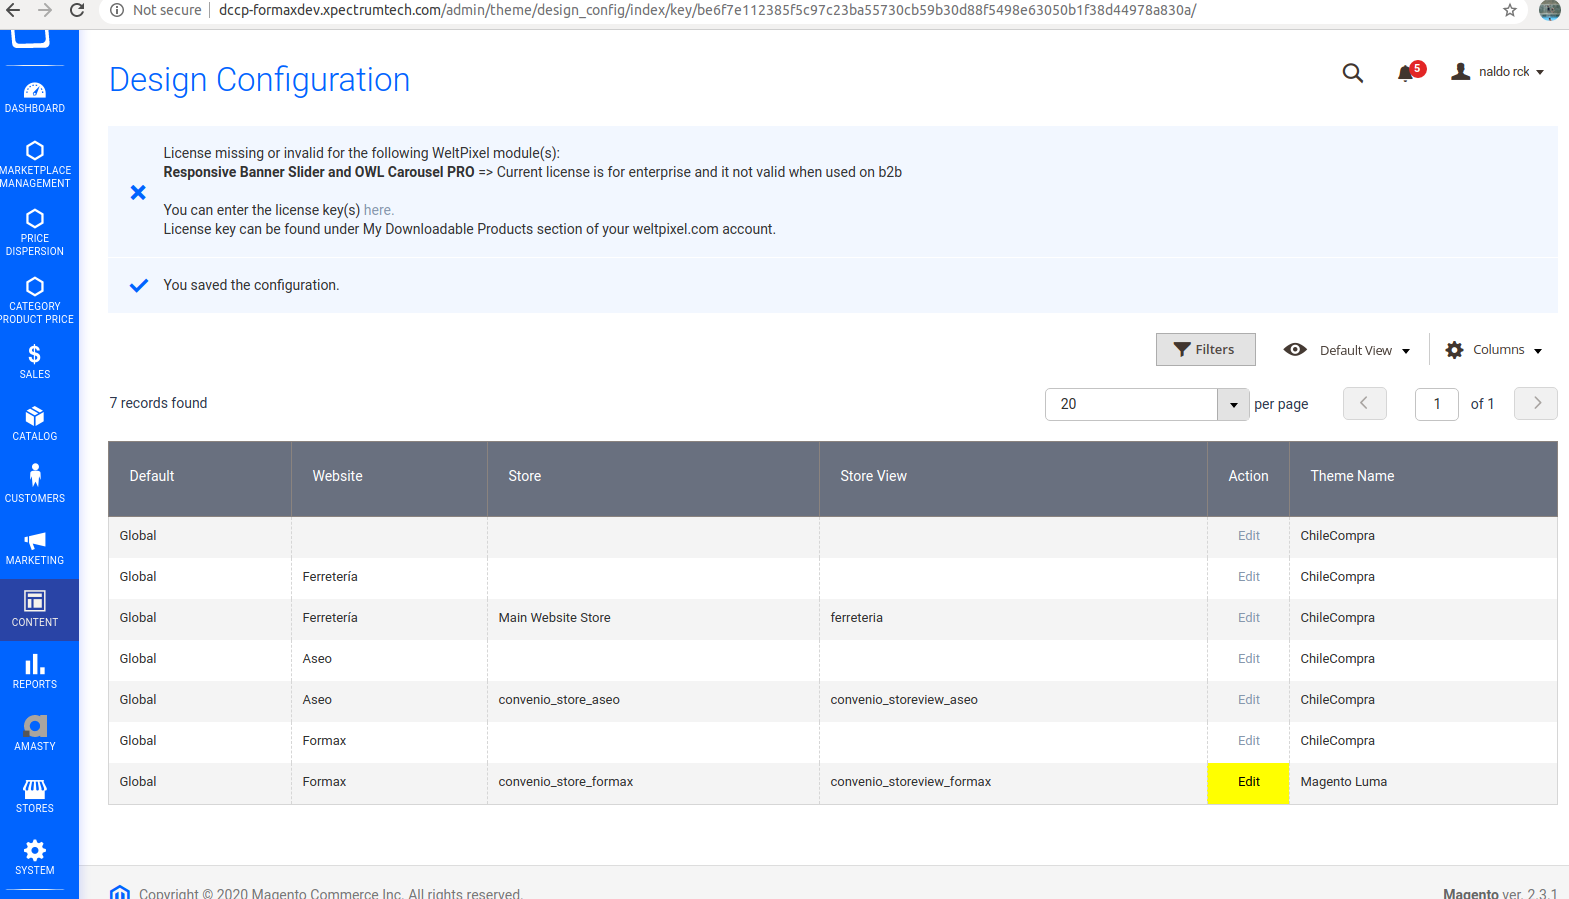 Not secure | dccp-formaxdev.xpectrumtech.com/admin/theme/design_config/index/key/be6f7e112385f5c97c23ba55730cb59b30d88f5498e63050b1f38d44978a830a/
Design Configuration
5
naldo rck
DASHBOARD
MARKETPLACE
MANAGEMENT
PRICE
DISPERSION
CATEGORY
PRODUCT PRICE
SALES
CATALOG
CUSTOMERS
MARKETING
CONTENT
REPORTS
AMASTY
STORES
SYSTEM
License missing or invalid for the following WeltPixel module(s):
Responsive Banner Slider and OWL Carousel PRO => Current license is for enterprise and it not valid when used on b2b
You can enter the license key(s) here.
License key can be found under My Downloadable Products section of your weltpixel.com account.
You saved the configuration.
Filters Default View Columns
7 records found 20 per page 1 of 1
Default Website Store Store View Action Theme Name
Global Edit ChileCompra
Global Ferretería Edit ChileCompra
Global Ferretería Main Website Store ferreteria Edit ChileCompra
Global Aseo Edit ChileCompra
Global Aseo convenio_store_aseo convenio_storeview_aseo Edit ChileCompra
Global Formax Edit ChileCompra
Global Formax convenio_store_formax convenio_storeview_formax Edit Magento Luma
Copyright © 2020 Magento Commerce Inc. All rights reserved.
Magento ver. 2.3.1